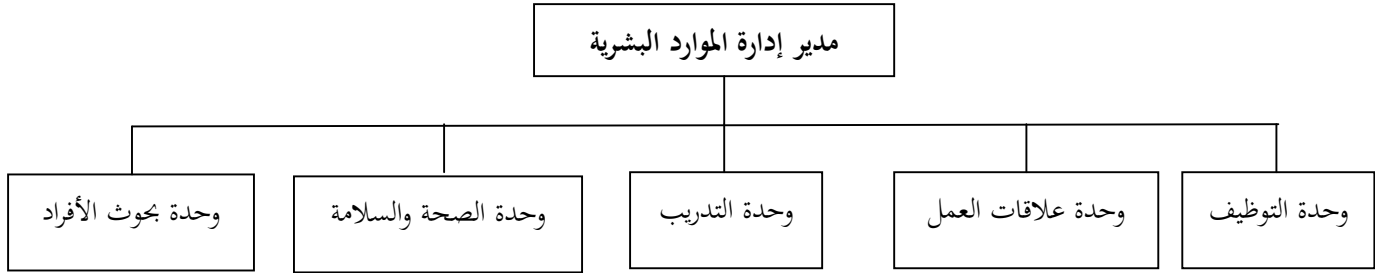 مدير إدارة الموارد البشرية
وحدة التوظيف
وحدة علاقات العمل
وحدة التدريب
وحدة الصحة والسلامة
وحدة بحوث الأفراد